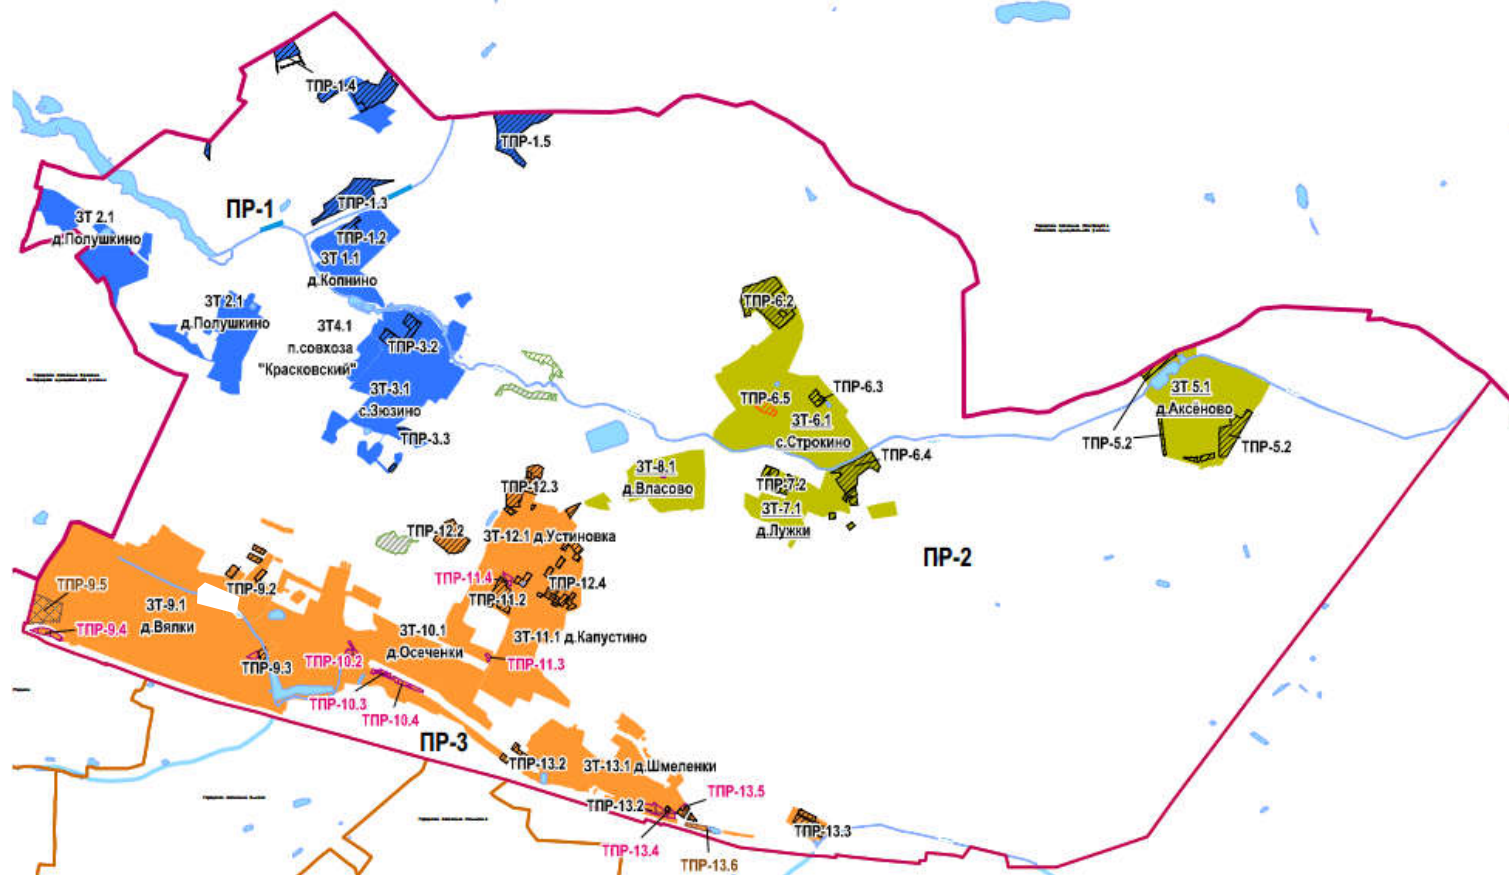 ТПР-1.4
ТПР-1.5
ПР-1
ТПР-1.3
ЗТ 2.1
д.Полушкино
ТПР-1.2
ЗТ 1.1
д.Копнино
ЗТ 2.1
д.Полушкино
ТПР-6.2
ЗТ4.1
п.совхоза
"Красковский"
ТПР-3.2
ЗТ-3.1
с.Зюзино
ТПР-6.3
ТПР-6.5
ЗТ-6.1
с.Строкино
ЗТ 5.1
д.Аксёново
ТПР-5.2
ТПР-5.2
ТПР-3.3
ТПР-6.4
ЗТ-8.1
д.Власово
ТПР-7.2
ЗТ-7.1
д.Лужки
ТПР-12.3
ТПР-12.2
ЗТ-12.1 д.Устиновка
ПР-2
ТПР-11.4
ТПР-12.4
ТПР-11.2
ТПР-9.5
ТПР-9.2
ЗТ-9.1
д.Вялки
ТПР-9.4
ЗТ-10.1
д.Осеченки
ЗТ-11.1 д.Капустино
ТПР-9.3
ТПР-10.2
ТПР-11.3
ТПР-10.3
ТПР-10.4
ПР-3
ТПР-13.2
ЗТ-13.1 д.Шмеленки
ТПР-13.5
ТПР-13.2
ТПР-13.3
ТПР-13.4
ТПР-13.6